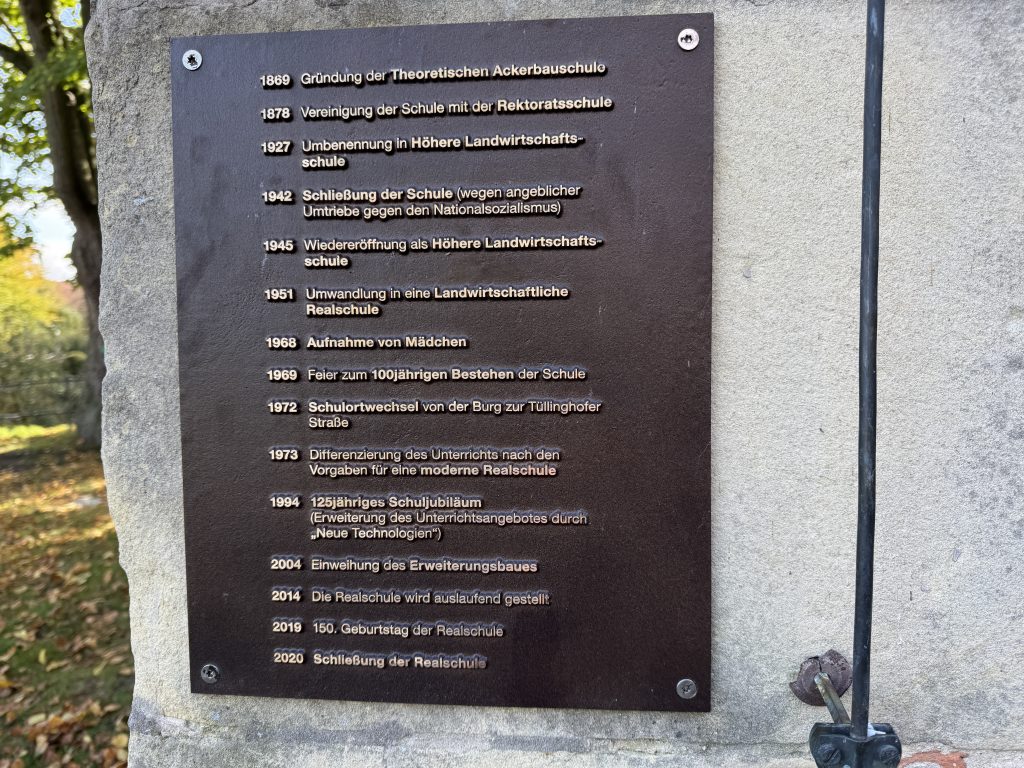 1869 Gründung der Theoretischen Ackerbauschule
1878 Vereinigung der Schule mit der Rektoratsschule
1927 Umbenennung in Höhere Landwirtschafts-
schule
1942 Schließung der Schule (wegen angeblicher
Umtriebe gegen den Nationalsozialismus)
1945 Wiedereröffnung als Höhere Landwirtschafts-
schule
1951 Umwandlung in eine Landwirtschaftliche
Realschule
1968 Aufnahme von Mädchen
1969 Feier zum 100jährigen Bestehen der Schule
1972 Schulortwechsel von der Burg zur Tüllinghofer
Straße
1973 Differenzierung des Unterrichts nach den
Vorgaben für eine moderne Realschule
1994 125jähriges Schuljubiläum
(Erweiterung des Unterrichtsangebotes durch
„Neue Technologien“)
2004 Einweihung des Erweiterungsbaues
2014 Die Realschule wird auslaufend gestellt
2019 150. Geburtstag der Realschule
2020 Schließung der Realschule